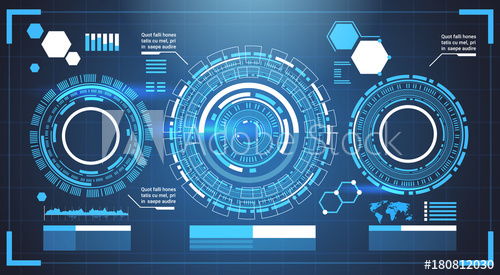 Quot falli hones
tatis cu mel, pri
in saepe audire
Quot falli hones
tatis cu mel, pri
in saepe audire
Quot falli hones
tatis cu mel, pri
in saepe audire
Adobe Stock | #180812030